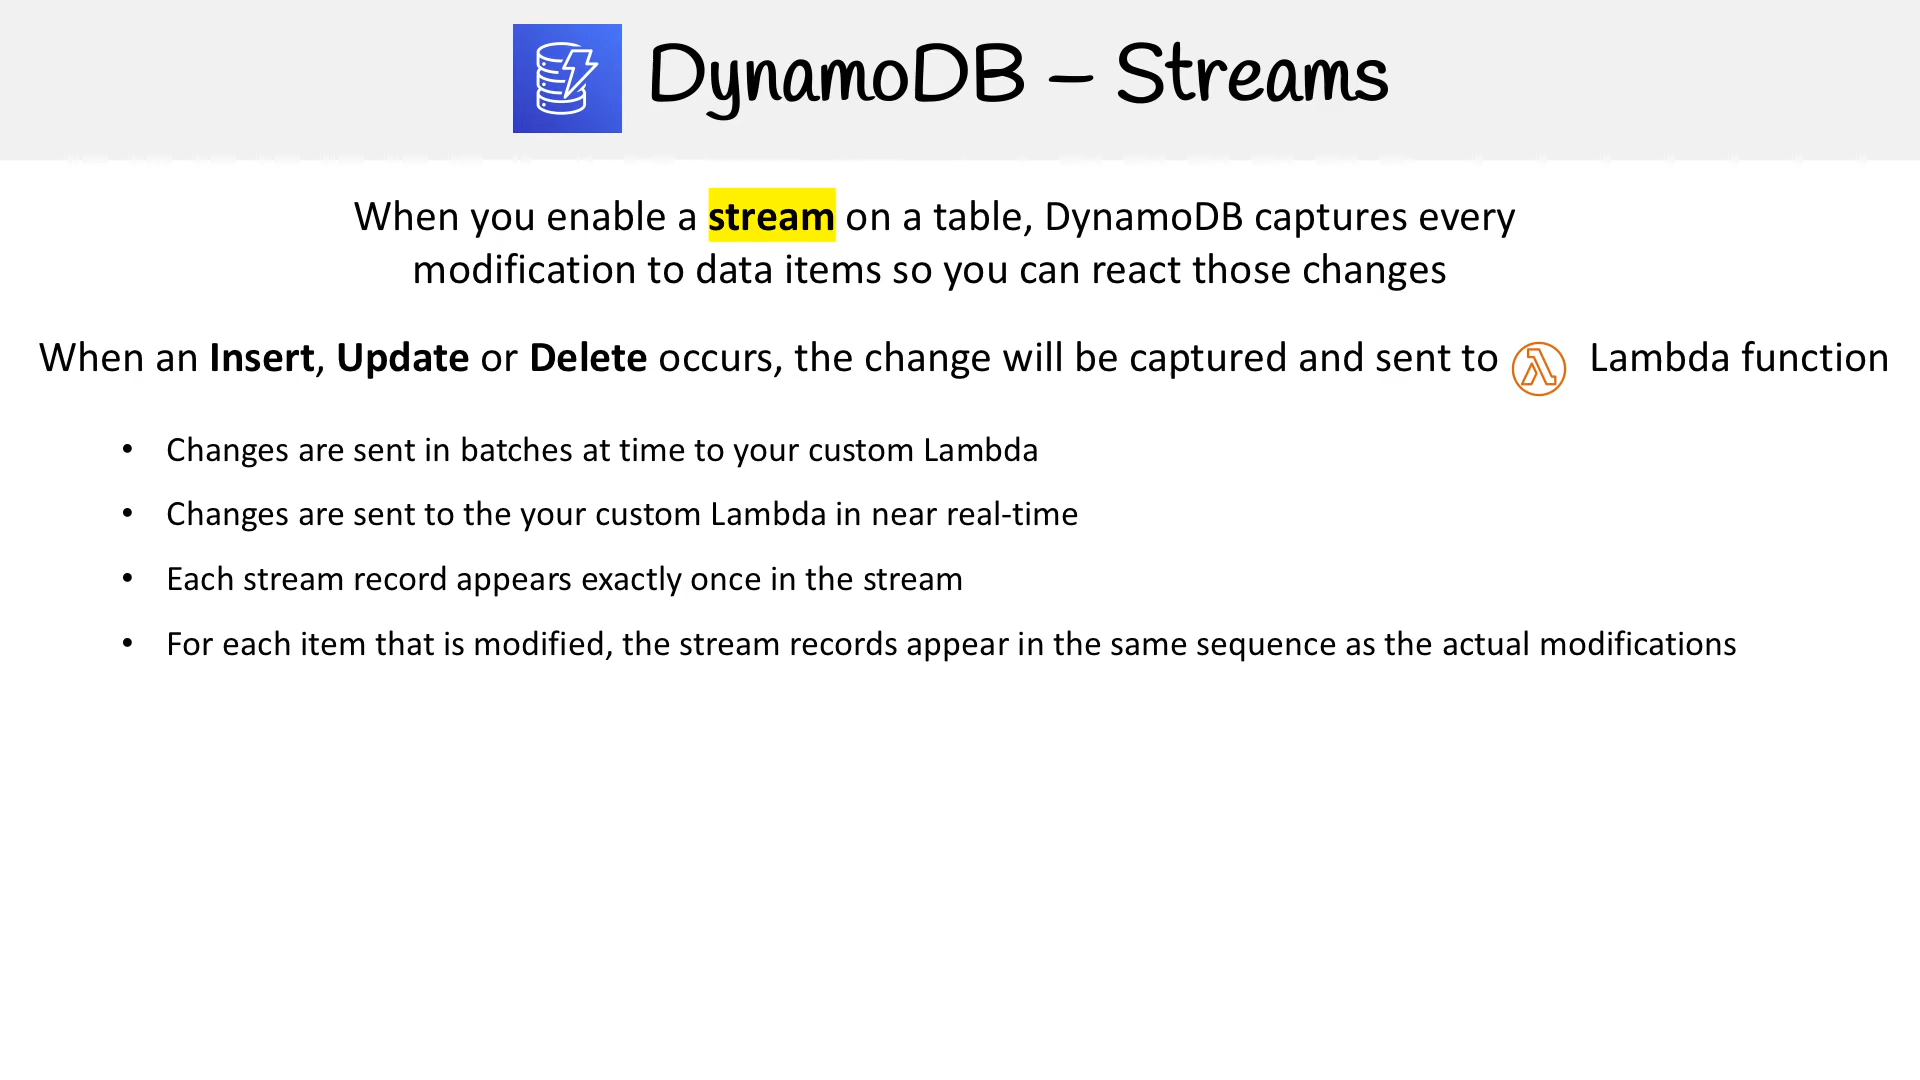 DynamoDB – Streams
When you enable a stream on a table, DynamoDB captures every
modification to data items so you can react those changes
When an Insert, Update or Delete occurs, the change will be captured and sent to Lambda function
• Changes are sent in batches at time to your custom Lambda
• Changes are sent to the your custom Lambda in near real-time
• Each stream record appears exactly once in the stream
• For each item that is modified, the stream records appear in the same sequence as the actual modifications